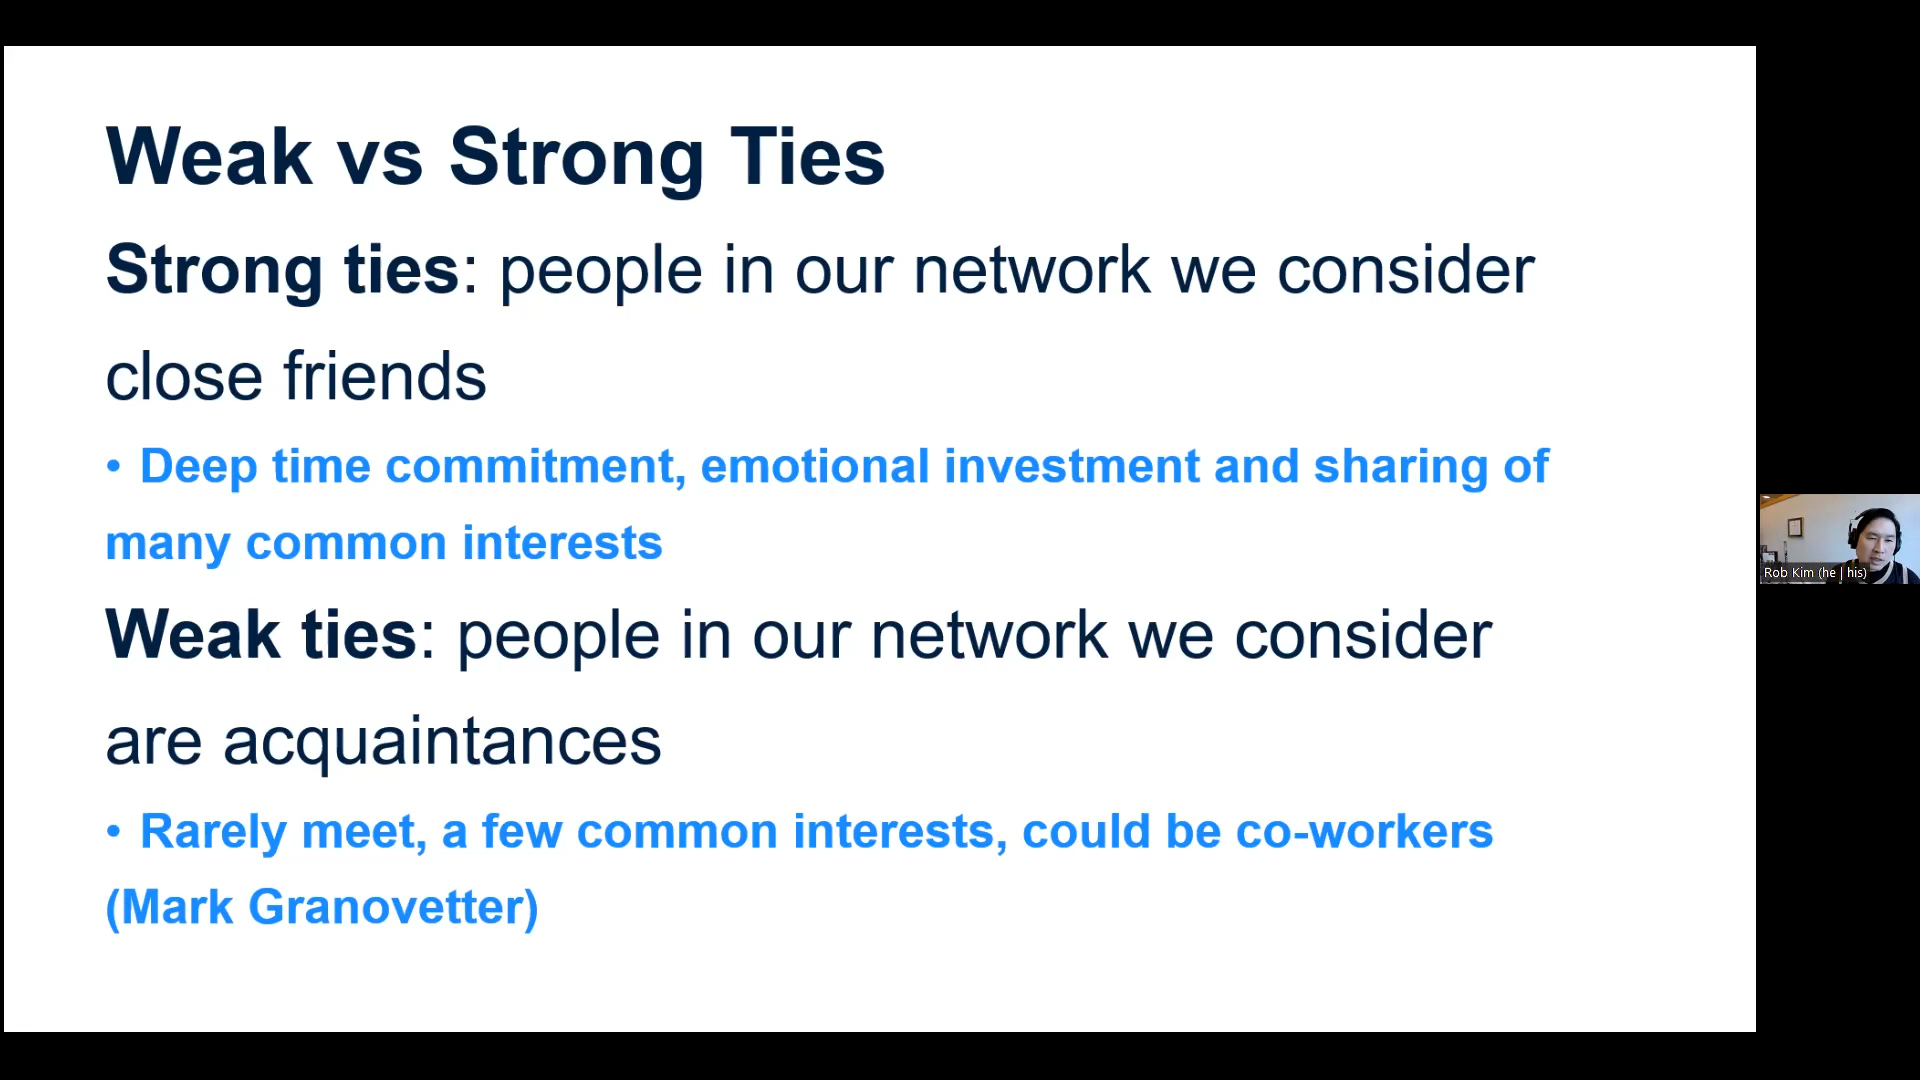 Weak vs Strong Ties
Strong ties: people in our network we consider
close friends
• Deep time commitment, emotional investment and sharing of
many common interests
Weak ties: people in our network we consider
are acquaintances
• Rarely meet, a few common interests, could be co-workers
(Mark Granovetter)
Rob Kim (he | his)